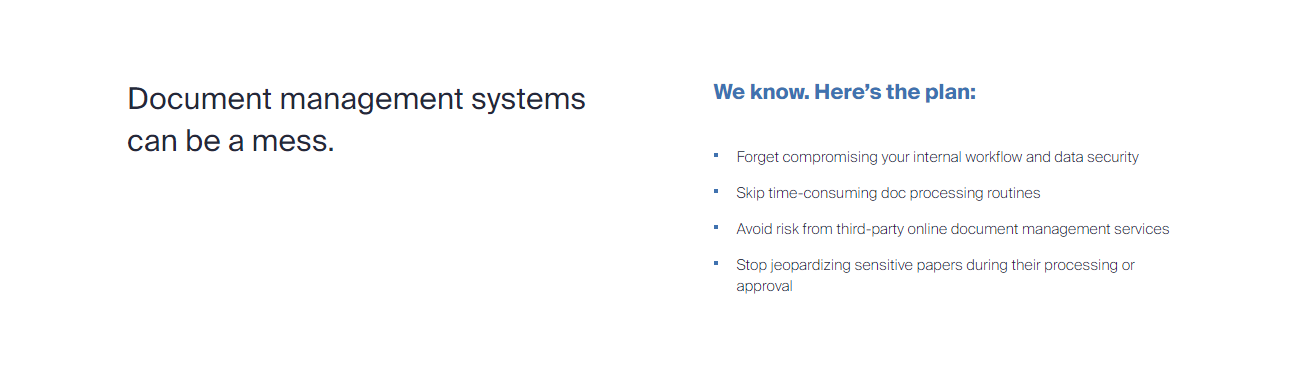 Document management systems
can be a mess.
We know. Here’s the plan:
Forget compromising your internal workflow and data security
Skip time-consuming doc processing routines
Avoid risk from third-party online document management services
Stop jeopardizing sensitive papers during their processing or
approval